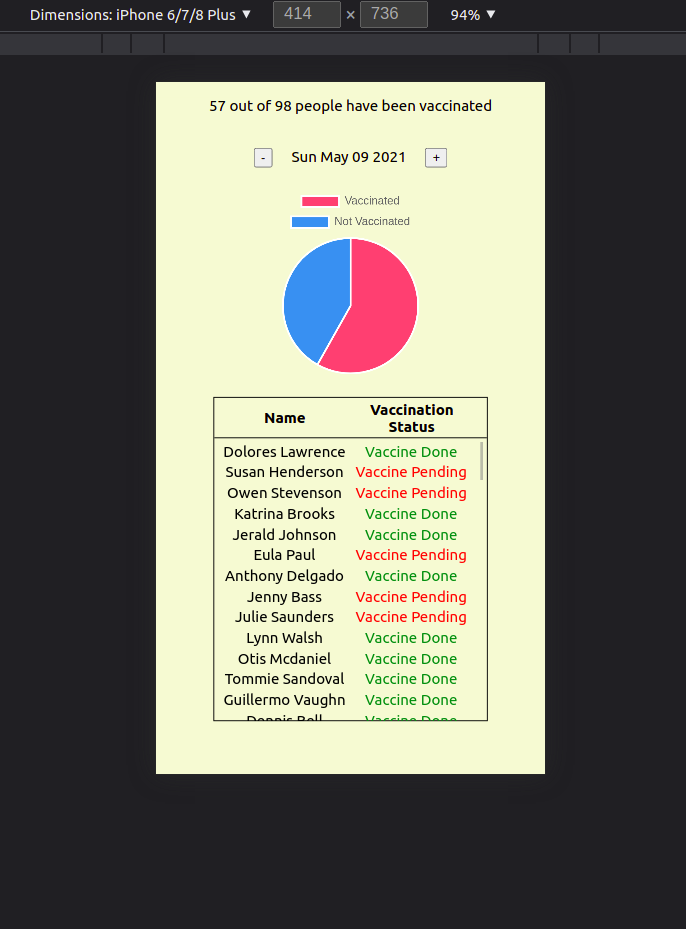 Dimensions: iPhone 6/7/8 Plus ▼ 414 × 736 94% ▼
57 out of 98 people have been vaccinated
- Sun May 09 2021 +
Vaccinated
Not Vaccinated
Name Vaccination Status
Dolores Lawrence Vaccine Done
Susan Henderson Vaccine Pending
Owen Stevenson Vaccine Pending
Katrina Brooks Vaccine Done
Jerald Johnson Vaccine Done
Eula Paul Vaccine Pending
Anthony Delgado Vaccine Done
Jenny Bass Vaccine Pending
Julie Saunders Vaccine Pending
Lynn Walsh Vaccine Done
Otis Mcdaniel Vaccine Done
Tommie Sandoval Vaccine Done
Guillermo Vaughn Vaccine Done
Dennis Bell Vaccine Done